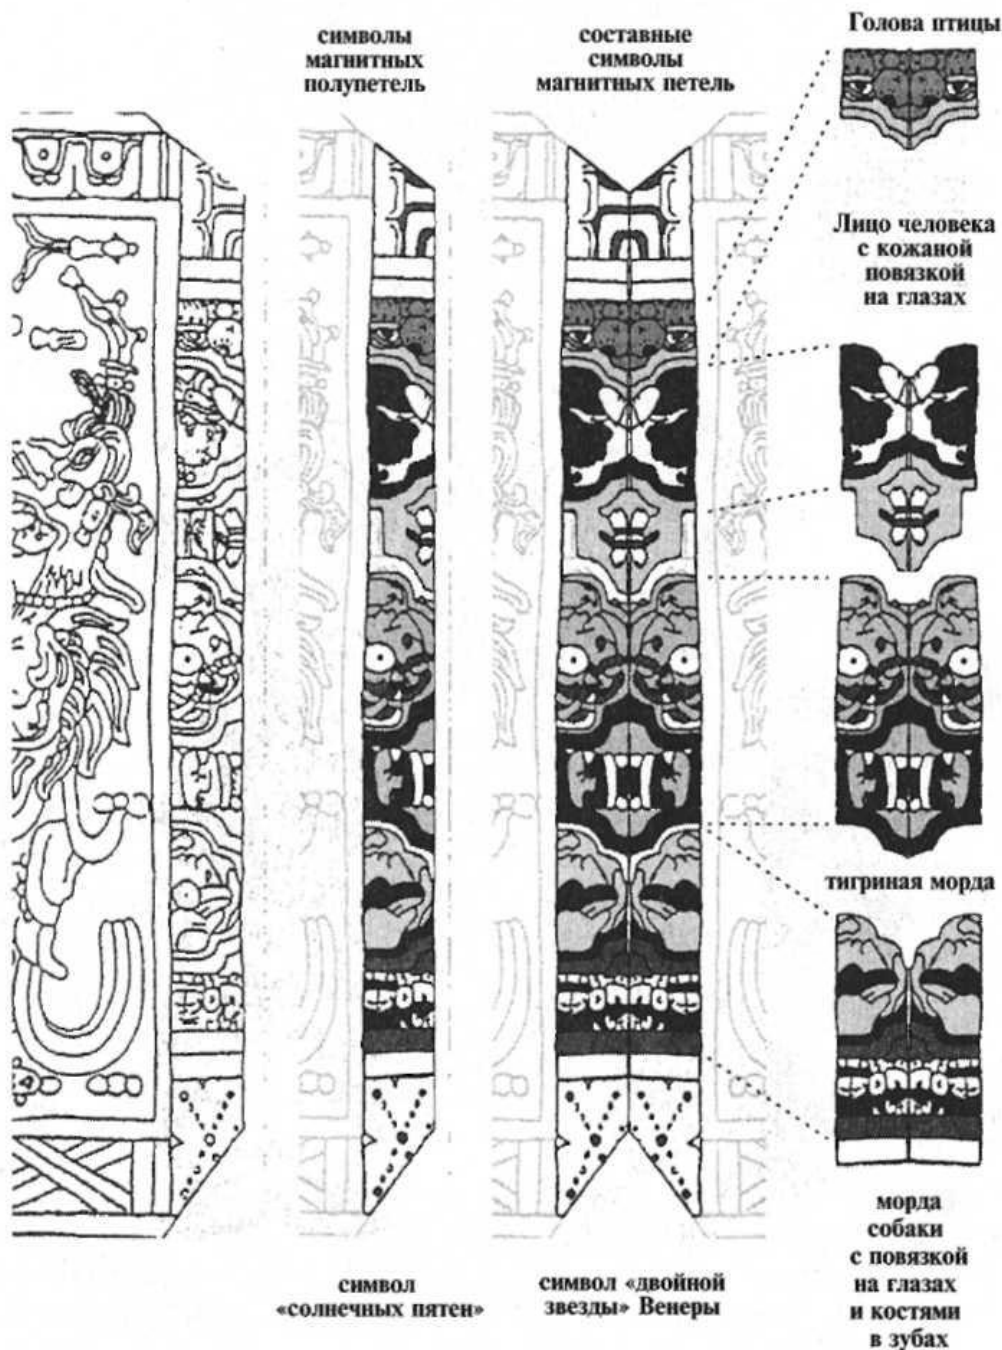 символы
магнитных
полупетель
составные
символы
магнитных петель
Голова птицы
Лицо человека
с кожаной
повязкой
на глазах
тигриная морда
морда
собаки
с повязкой
на глазах
и костями
в зубах
символ
«солнечных пятен»
символ «двойной
звезды» Венеры